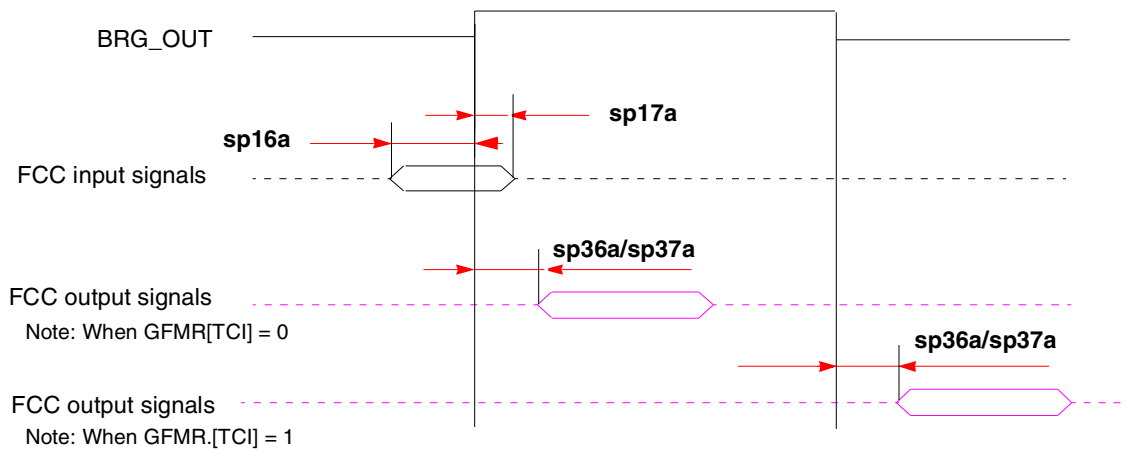 BRG_OUT
sp17a
sp16a
FCC input signals
sp36a/sp37a
FCC output signals
Note: When GFMR[TCI] = 0
sp36a/sp37a
FCC output signals
Note: When GFMR.[TCI] = 1